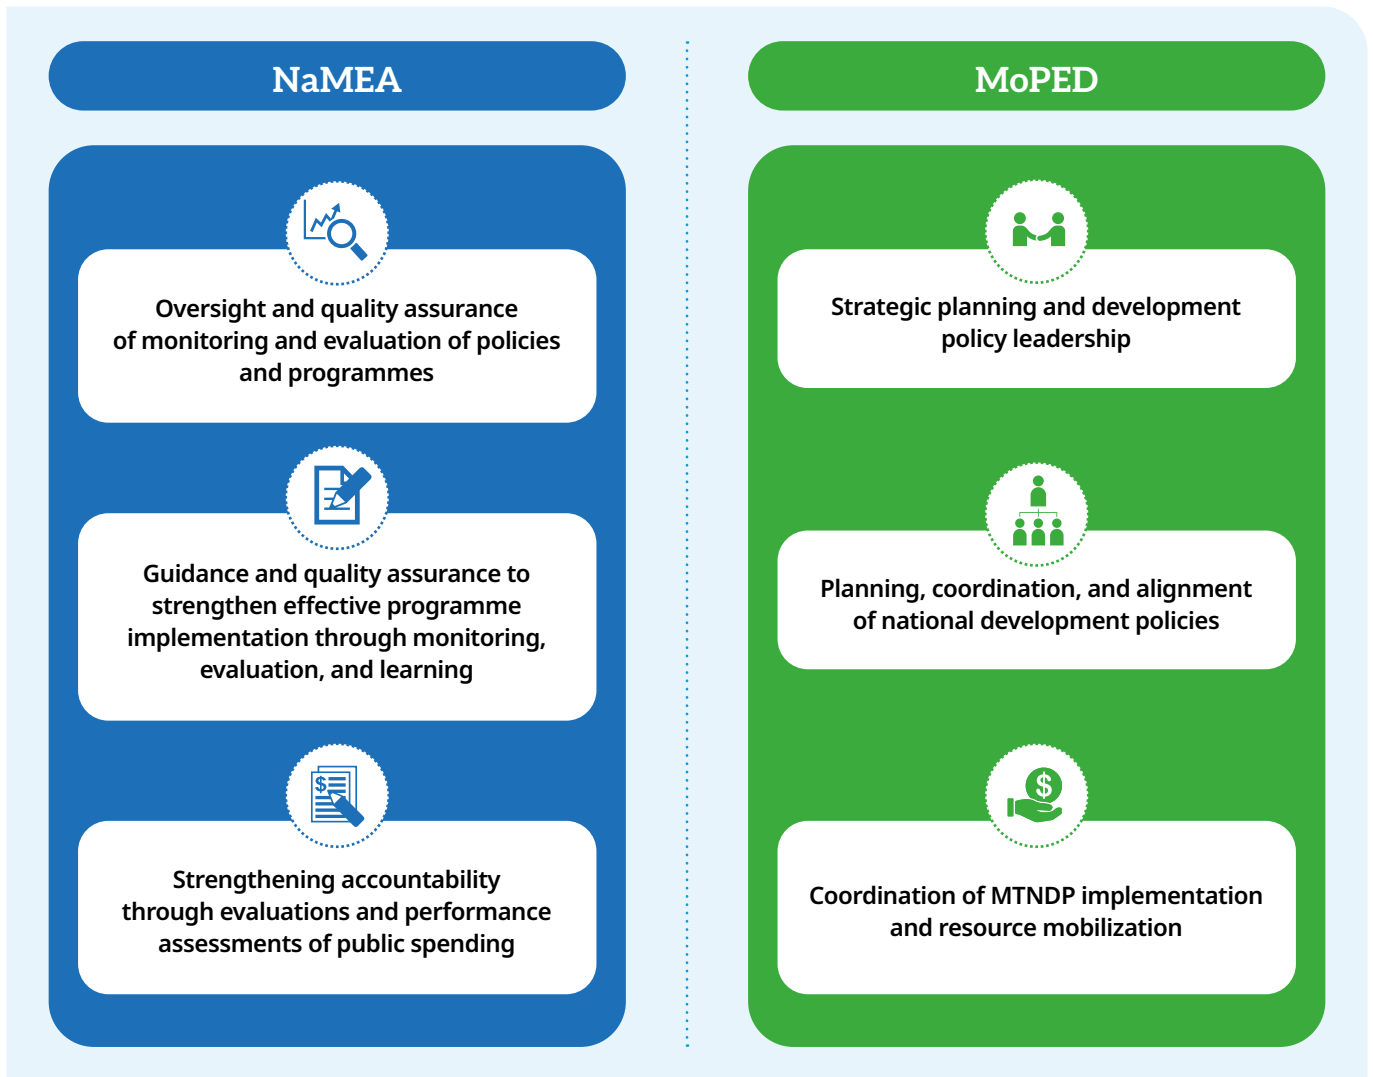 NaMEA
Oversight and quality assurance
of monitoring and evaluation of policies
and programmes
Guidance and quality assurance to
strengthen effective programme
implementation through monitoring,
evaluation, and learning
$
Strengthening accountability
through evaluations and performance
assessments of public spending
MoPED
Strategic planning and development
policy leadership
Planning, coordination, and alignment
of national development policies
$
Coordination of MTNDP implementation
and resource mobilization